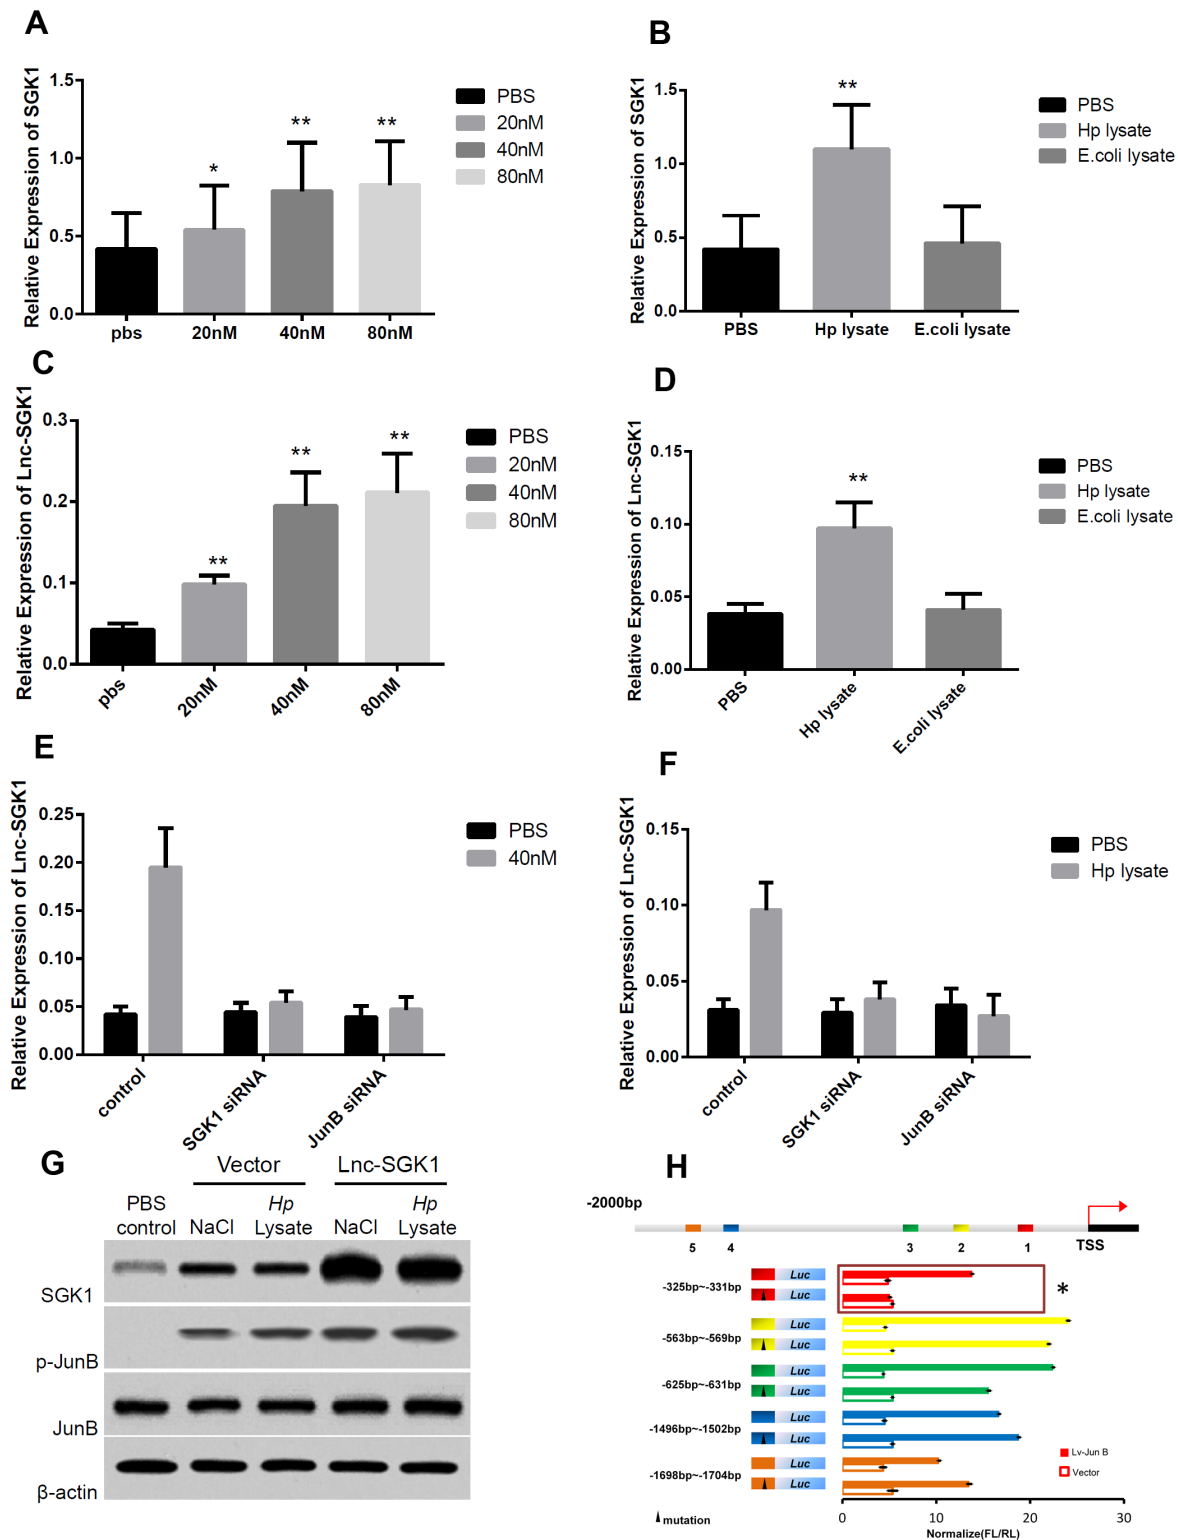 A
Relative Expression of SGK1
1.5
1.0
0.5
0.0
*
**
**
pbs
20nM
40nM
80nM
PBS
20nM
40nM
80nM
B
Relative Expression of SGK1
1.5
1.0
0.5
0.0
**
PBS
Hp lysate
E.coli lysate
PBS
Hp lysate
E.coli lysate
C
Relative Expression of Lnc-SGK1
0.3
0.2
0.1
0.0
**
**
**
pbs
20nM
40nM
80nM
PBS
20nM
40nM
80nM
D
Relative Expression of Lnc-SGK1
0.15
0.10
0.05
0.00
**
PBS
Hp lysate
E.coli lysate
PBS
Hp lysate
E.coli lysate
E
Relative Expression of Lnc-SGK1
0.25
0.20
0.15
0.10
0.05
0.00
control
SGK1 siRNA
JunB siRNA
PBS
40nM
F
Relative Expression of Lnc-SGK1
0.15
0.10
0.05
0.00
control
SGK1 siRNA
JunB siRNA
PBS
Hp lysate
G
Vector Lnc-SGK1
PBS control
NaCl
Hp Lysate
NaCl
Hp Lysate
SGK1
p-JunB
JunB
β-actin
H
-2000bp
5 4 3 2 1 TSS
-325bp~-331bp
Luc
Luc
*
-563bp~-569bp
Luc
Luc
-625bp~-631bp
Luc
Luc
-1496bp~-1502bp
Luc
Luc
-1698bp~-1704bp
Luc
Luc
Lv-Jun B
Vector
0 10 20 30
Normalize(FL/RL)
mutation